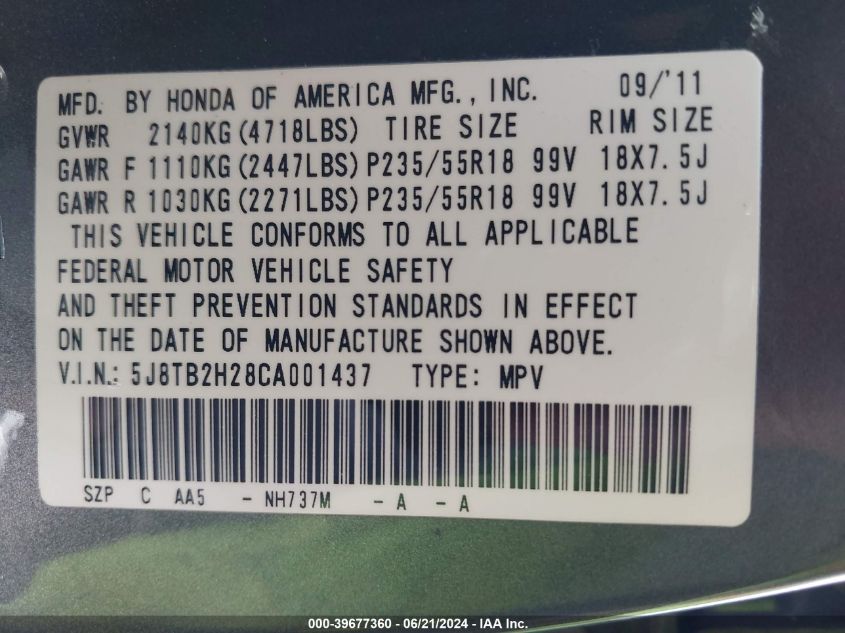 MFD. BY HONDA OF AMERICA MFG., INC. 09/'11
GVWR 2140KG (4718LBS) TIRE SIZE RIM SIZE
GAWR F 1110KG (2447LBS) P235/55R18 99V 18X7.5J
GAWR R 1030KG (2271LBS) P235/55R18 99V 18X7.5J
THIS VEHICLE CONFORMS TO ALL APPLICABLE
FEDERAL MOTOR VEHICLE SAFETY
AND THEFT PREVENTION STANDARDS IN EFFECT
ON THE DATE OF MANUFACTURE SHOWN ABOVE.
V.I.N.: 5J8TB2H28CA001437 TYPE: MPV
SZP C AA5 - NH737M - A - A
000-39677360 - 06/21/2024 - IAA Inc.